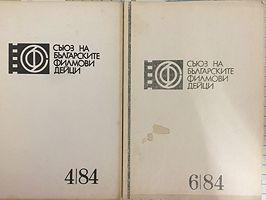 СЪЮЗ НА
БЪЛГАРСКИТЕ
ФИЛМОВИ
ДЕЙЦИ
4|84
СЪЮЗ НА
БЪЛГАРСКИТЕ
ФИЛМОВИ
ДЕЙЦИ
6|84